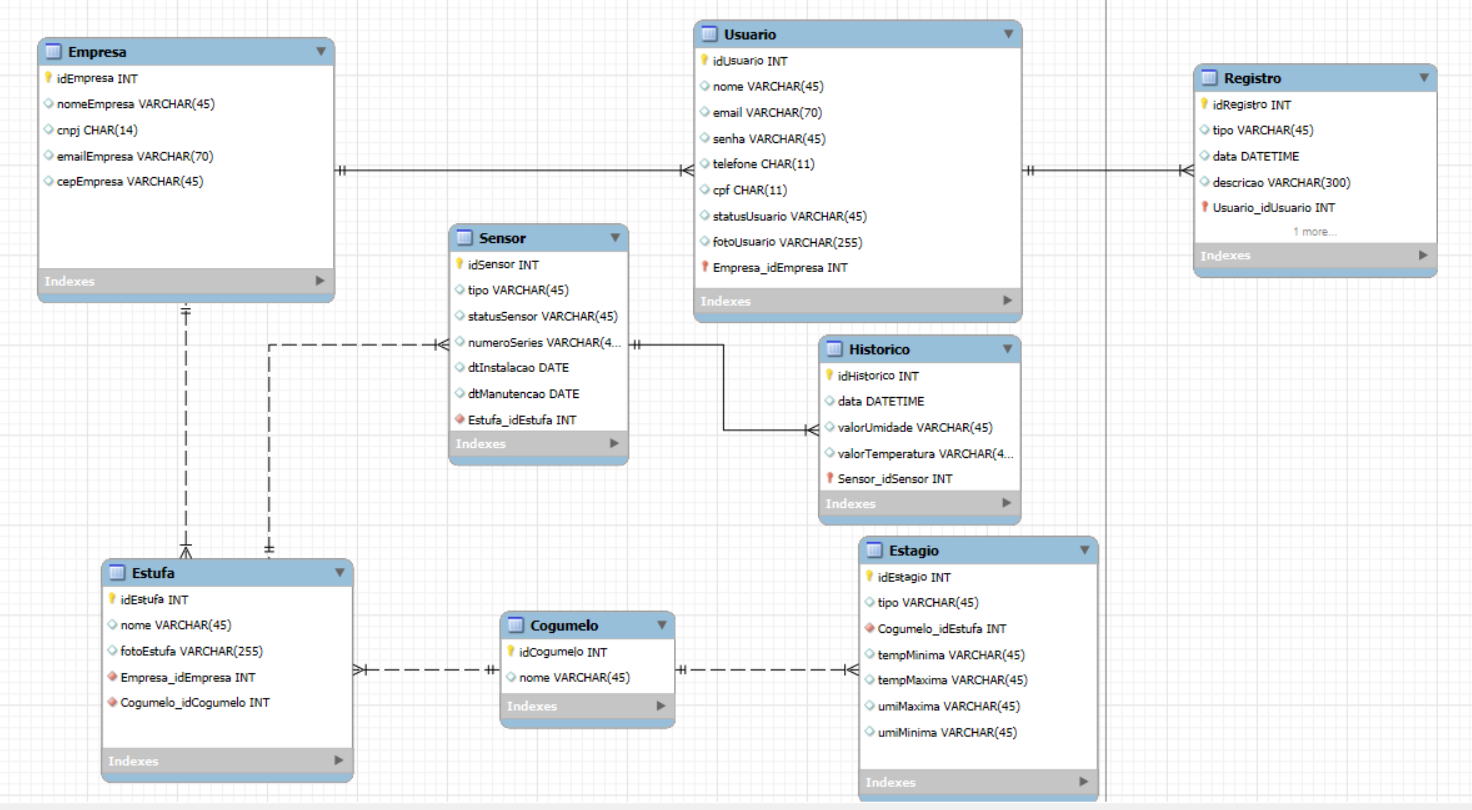 Empresa
idEmpresa INT
nomeEmpresa VARCHAR(45)
cnpj CHAR(14)
emailEmpresa VARCHAR(70)
cepEmpresa VARCHAR(45)
Indexes
Usuario
idUsuario INT
nome VARCHAR(45)
email VARCHAR(70)
senha VARCHAR(45)
telefone CHAR(11)
cpf CHAR(11)
statusUsuario VARCHAR(45)
fotoUsuario VARCHAR(255)
Empresa_idEmpresa INT
Indexes
Registro
idRegistro INT
tipo VARCHAR(45)
data DATETIME
descricao VARCHAR(300)
Usuario_idUsuario INT
1 more...
Indexes
Sensor
idSensor INT
tipo VARCHAR(45)
statusSensor VARCHAR(45)
numeroSeries VARCHAR(4...
dtInstalacao DATE
dtManutencao DATE
Estufa_idEstufa INT
Indexes
Historico
idHistorico INT
data DATETIME
valorUmidade VARCHAR(45)
valorTemperatura VARCHAR(4...
Sensor_idSensor INT
Indexes
Estufa
idEstufa INT
nome VARCHAR(45)
fotoEstufa VARCHAR(255)
Empresa_idEmpresa INT
Cogumelo_idCogumelo INT
Indexes
Cogumelo
idCogumelo INT
nome VARCHAR(45)
Indexes
Estagio
idEstagio INT
tipo VARCHAR(45)
Cogumelo_idEstufa INT
tempMinima VARCHAR(45)
tempMaxima VARCHAR(45)
umiMaxima VARCHAR(45)
umiMinima VARCHAR(45)
Indexes